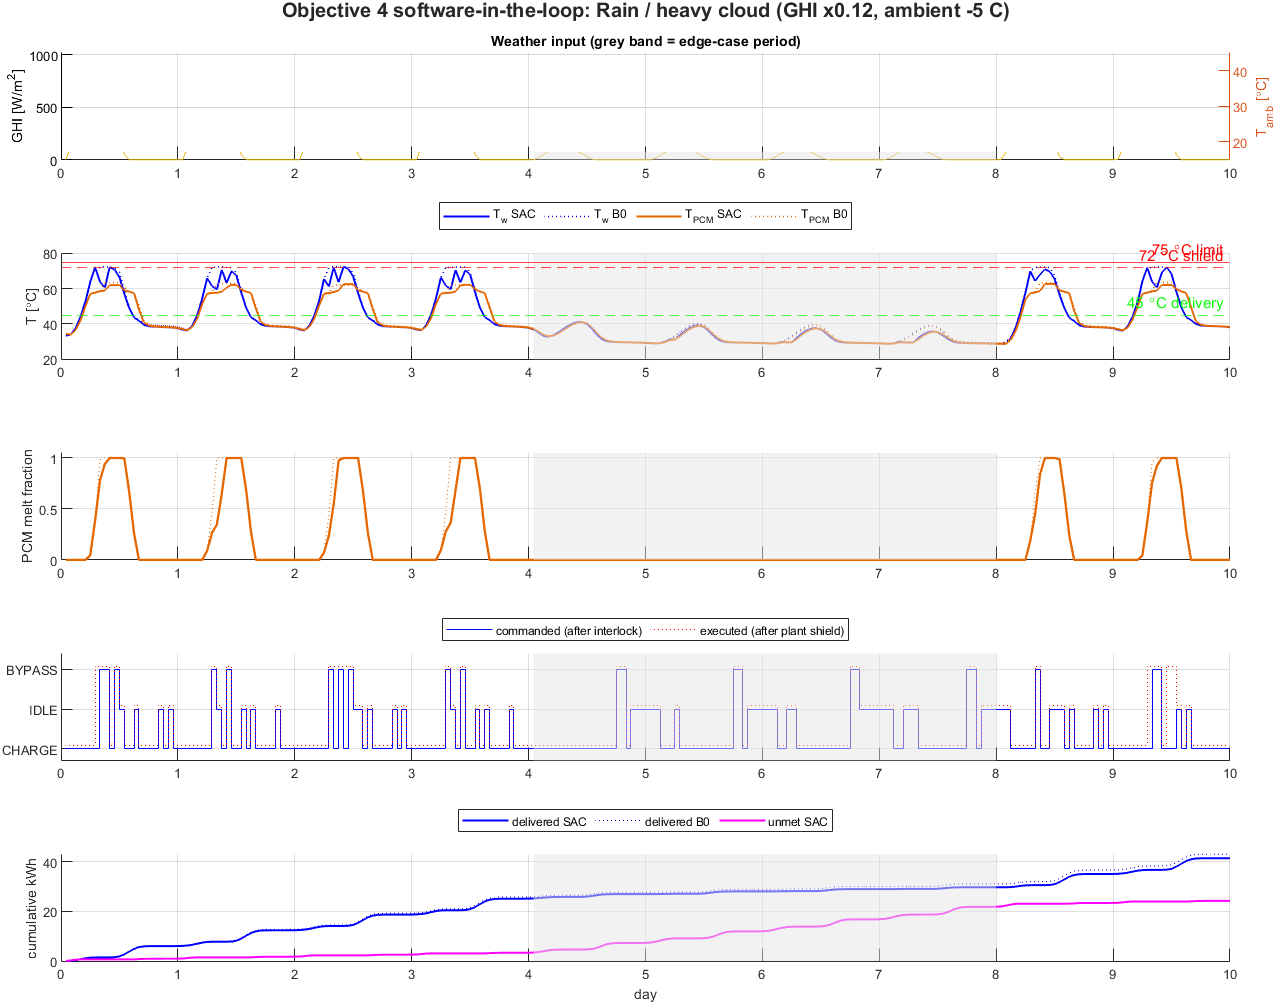 Objective 4 software-in-the-loop: Rain / heavy cloud (GHI x0.12, ambient -5 C)
Weather input (grey band = edge-case period)
GHI [W/m2]
1000
500
0
40
30
20
Tamb [°C]
0 1 2 3 4 5 6 7 8 9 10
Tw SAC Tw B0 TPCM SAC TPCM B0
T [°C]
80
60
40
20
75 °C limit
72 °C shield
45 °C delivery
0 1 2 3 4 5 6 7 8 9 10
PCM melt fraction
1
0.5
0
0 1 2 3 4 5 6 7 8 9 10
commanded (after interlock) executed (after plant shield)
BYPASS
IDLE
CHARGE
0 1 2 3 4 5 6 7 8 9 10
delivered SAC delivered B0 unmet SAC
cumulative kWh
40
20
0
0 1 2 3 4 5 6 7 8 9 10
day